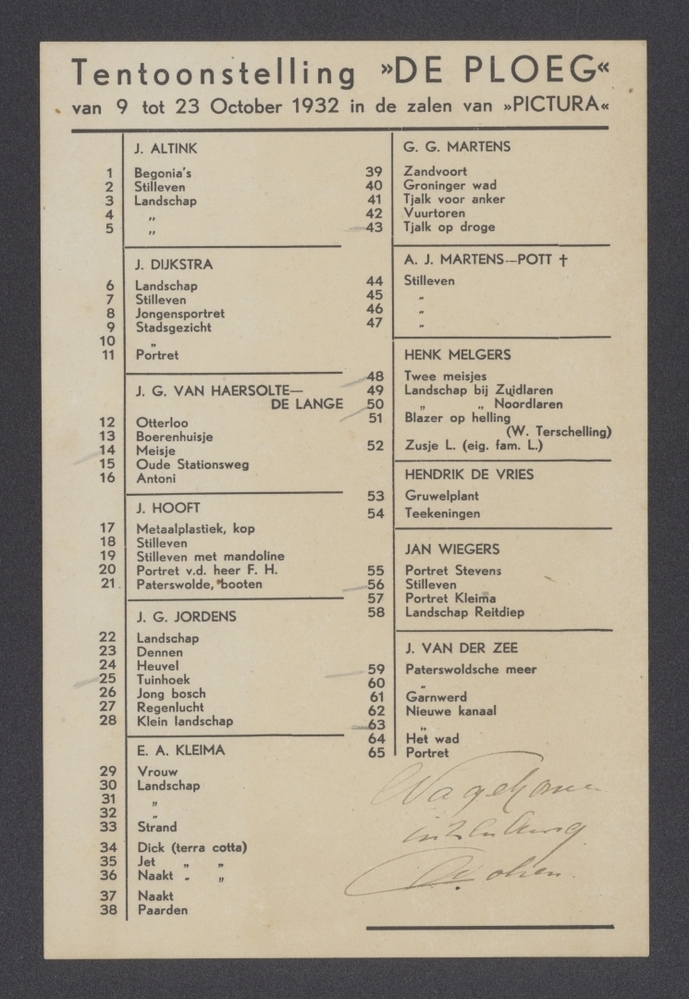 Tentoonstelling »DE PLOEG«
van 9 tot 23 October 1932 in de zalen van »PICTURA«
J. ALTINK
1 Begonia's
2 Stilleven
3 Landschap
4 „
5 „
J. DIJKSTRA
6 Landschap
7 Stilleven
8 Jongensportret
9 Stadsgezicht
10 „
11 Portret
J. G. VAN HAERSOLTE—
DE LANGE
12 Otterloo
13 Boerenhuisje
14 Meisje
15 Oude Stationsweg
16 Antoni
J. HOOFT
17 Metaalplastiek, kop
18 Stilleven
19 Stilleven met mandoline
20 Portret v.d. heer F. H.
21 Paterswolde, booten
J. G. JORDENS
22 Landschap
23 Dennen
24 Heuvel
25 Tuinhoek
26 Jong bosch
27 Regenlucht
28 Klein landschap
E. A. KLEIMA
29 Vrouw
30 Landschap
31 „
32 „
33 Strand
34 Dick (terra cotta)
35 Jet „ „
36 Naakt „ „
37 Naakt
38 Paarden
G. G. MARTENS
39 Zandvoort
40 Groninger wad
41 Tjalk voor anker
42 Vuurtoren
43 Tjalk op droge
A. J. MARTENS—POTT †
44 Stilleven
45 „
46 „
47 „
HENK MELGERS
48 Twee meisjes
49 Landschap bij Zuidlaren
50 „ „ Noordlaren
51 Blazer op helling
(W. Terschelling)
52 Zusje L. (eig. fam. L.)
HENDRIK DE VRIES
53 Gruwelplant
54 Teekeningen
JAN WIEGERS
55 Portret Stevens
56 Stilleven
57 Portret Kleima
58 Landschap Reitdiep
J. VAN DER ZEE
59 Paterswoldsche meer
60 „
61 Garnwerd
62 Nieuwe kanaal
63 „
64 Het wad
65 Portret